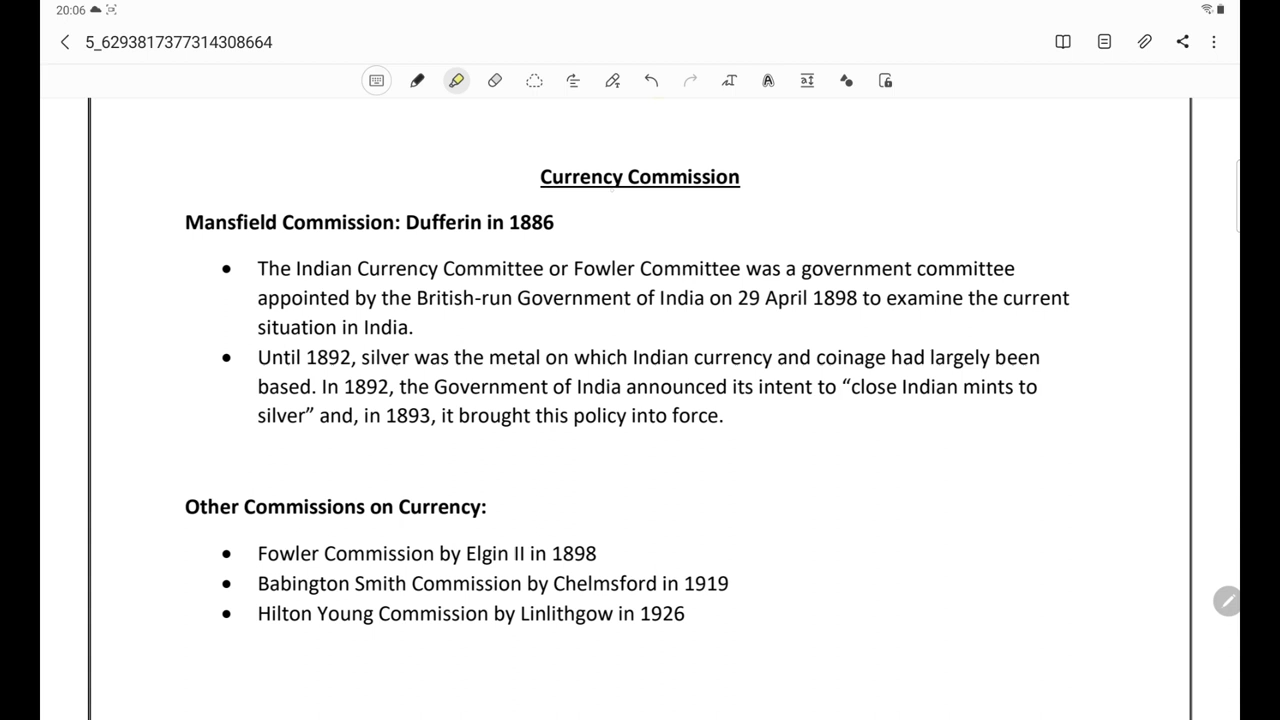 20:06
5_6293817377314308664
Currency Commission
Mansfield Commission: Dufferin in 1886
• The Indian Currency Committee or Fowler Committee was a government committee
appointed by the British-run Government of India on 29 April 1898 to examine the current
situation in India.
• Until 1892, silver was the metal on which Indian currency and coinage had largely been
based. In 1892, the Government of India announced its intent to “close Indian mints to
silver” and, in 1893, it brought this policy into force.
Other Commissions on Currency:
• Fowler Commission by Elgin II in 1898
• Babington Smith Commission by Chelmsford in 1919
• Hilton Young Commission by Linlithgow in 1926